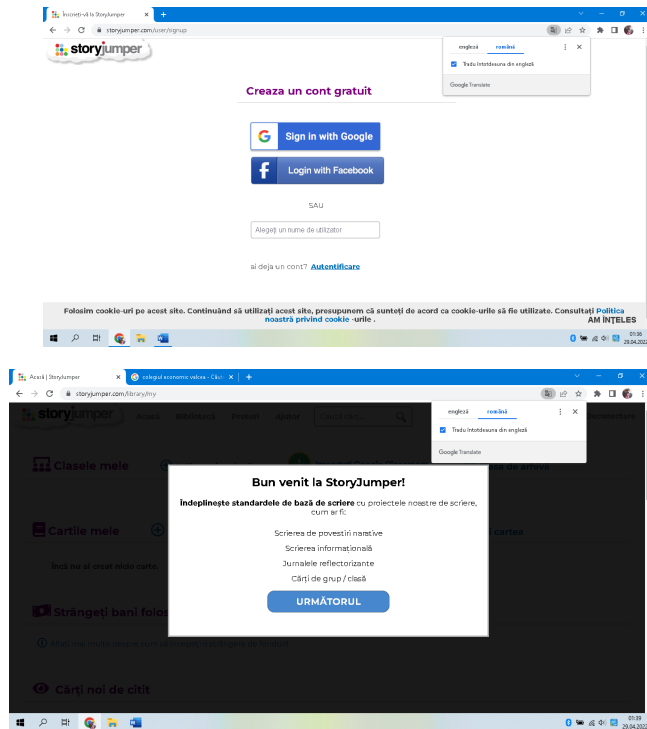 Înscrieți-vă la StoryJumper
storyjumper.com/user/signup
storyjumper
engleză română
Tradu întotdeauna din engleză
Google Translate
Creaza un cont gratuit
Sign in with Google
Login with Facebook
SAU
Alegeți un nume de utilizator
ai deja un cont? Autentificare
Folosim cookie-uri pe acest site. Continuând să utilizați acest site, presupunem că sunteți de acord ca cookie-urile să fie utilizate. Consultați Politica
noastră privind cookie -urile .
AM ÎNȚELES
01:36
29.04.2022
Acasă | StoryJumper
colegiul economic valcea - Căut
storyjumper.com/library/my
storyjumper
Acasă Bibliotecă Prețuri Ajutor
engleză română
Tradu întotdeauna din engleză
Google Translate
Clasele mele
Bun venit la StoryJumper!
Îndeplinește standardele de bază de scriere cu proiectele noastre de scriere,
cum ar fi:
Scrierea de povestiri narative
Scrierea informațională
Jurnalele reflectorizante
Cărți de grup / clasă
URMĂTORUL
Cartile mele
cartea
Încă nu ai creat nicio carte.
Strângeți bani folos
Cărți noi de citit
01:39
29.04.2022